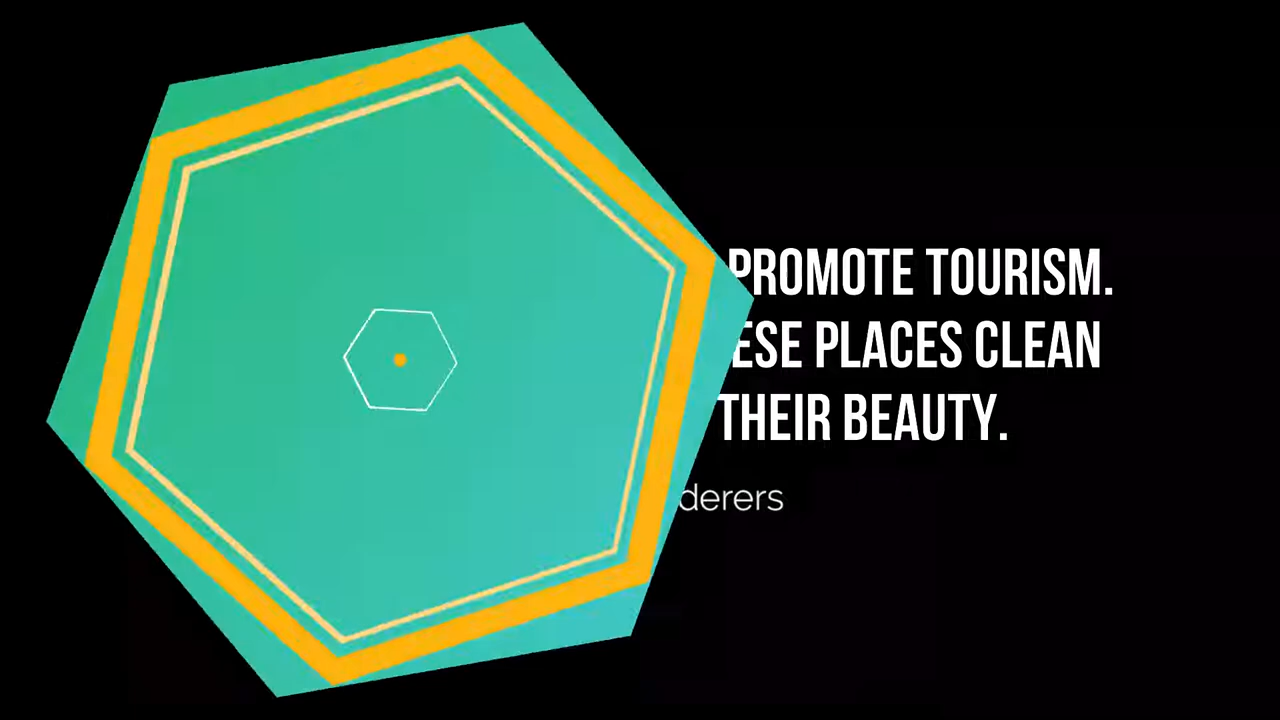 PROMOTE TOURISM.
ESE PLACES CLEAN
THEIR BEAUTY.
derers